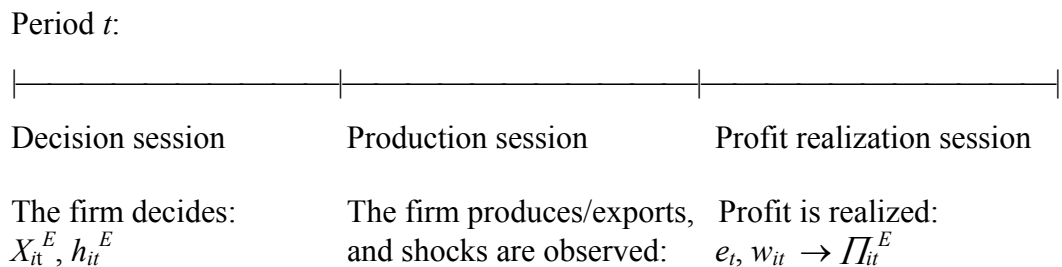 Period t:
Decision session Production session Profit realization session
The firm decides: The firm produces/exports, Profit is realized:
X_it^E, h_it^E and shocks are observed: e_t, w_it → Π_it^E